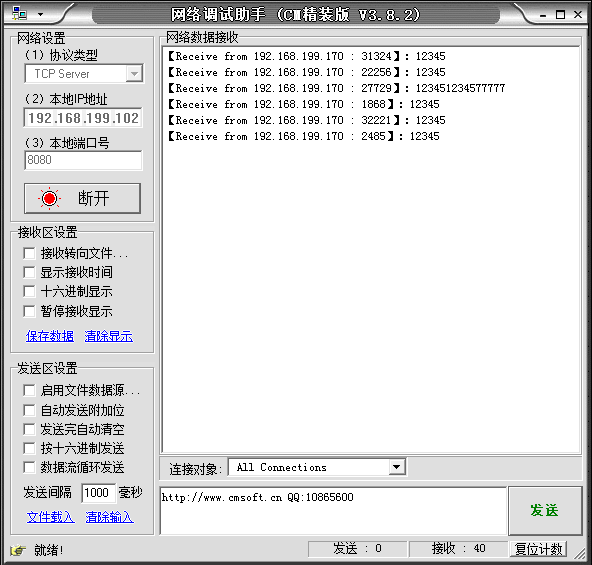 网络调试助手 (CM精装版 V3.8.2)
网络设置
(1) 协议类型
TCP Server
(2) 本地IP地址
192.168.199.102
(3) 本地端口号
8080
断开
接收区设置
接收转向文件...
显示接收时间
十六进制显示
暂停接收显示
保存数据 清除显示
发送区设置
启用文件数据源...
自动发送附加位
发送完自动清空
按十六进制发送
数据流循环发送
发送间隔 1000 毫秒
文件载入 清除输入
网络数据接收
【Receive from 192.168.199.170 : 31324】: 12345
【Receive from 192.168.199.170 : 22256】: 12345
【Receive from 192.168.199.170 : 27729】: 123451234577777
【Receive from 192.168.199.170 : 1868】: 12345
【Receive from 192.168.199.170 : 32221】: 12345
【Receive from 192.168.199.170 : 2485】: 12345
连接对象: All Connections
http://www.cmsoft.cn QQ:10865600
发送
就绪!
发送 : 0
接收 : 40
复位计数